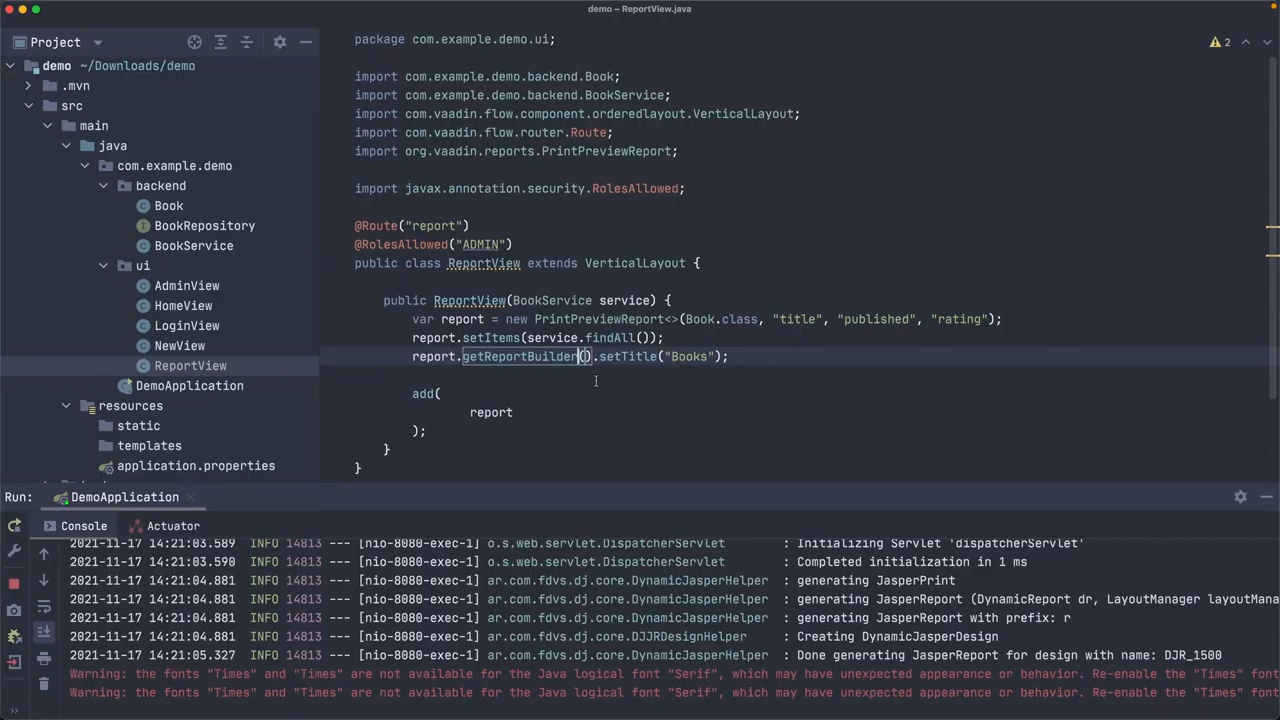 demo – ReportView.java
Project
demo ~/Downloads/demo
.mvn
src
main
java
com.example.demo
backend
Book
BookRepository
BookService
ui
AdminView
HomeView
LoginView
NewView
ReportView
DemoApplication
resources
static
templates
application.properties
package com.example.demo.ui;
import com.example.demo.backend.Book;
import com.example.demo.backend.BookService;
import com.vaadin.flow.component.orderedlayout.VerticalLayout;
import com.vaadin.flow.router.Route;
import org.vaadin.reports.PrintPreviewReport;
import javax.annotation.security.RolesAllowed;
@Route("report")
@RolesAllowed("ADMIN")
public class ReportView extends VerticalLayout {
public ReportView(BookService service) {
var report = new PrintPreviewReport<>(Book.class, "title", "published", "rating");
report.setItems(service.findAll());
report.getReportBuilder().setTitle("Books");
add(
report
);
}
}
2
Run: DemoApplication
Console Actuator
2021-11-17 14:21:03.589 INFO 14813 --- [nio-8080-exec-1] o.s.web.servlet.DispatcherServlet : Initializing Servlet 'dispatcherServlet'
2021-11-17 14:21:03.590 INFO 14813 --- [nio-8080-exec-1] o.s.web.servlet.DispatcherServlet : Completed initialization in 1 ms
2021-11-17 14:21:04.881 INFO 14813 --- [nio-8080-exec-1] ar.com.fdvs.dj.core.DynamicJasperHelper : generating JasperPrint
2021-11-17 14:21:04.881 INFO 14813 --- [nio-8080-exec-1] ar.com.fdvs.dj.core.DynamicJasperHelper : generating JasperReport (DynamicReport dr, LayoutManager layoutMana
2021-11-17 14:21:04.881 INFO 14813 --- [nio-8080-exec-1] ar.com.fdvs.dj.core.DynamicJasperHelper : generating JasperReport with prefix: r
2021-11-17 14:21:04.881 INFO 14813 --- [nio-8080-exec-1] ar.com.fdvs.dj.core.DJJRDesignHelper : Creating DynamicJasperDesign
2021-11-17 14:21:05.327 INFO 14813 --- [nio-8080-exec-1] ar.com.fdvs.dj.core.DynamicJasperHelper : Done generating JasperReport for design with name: DJR_1500
Warning: the fonts "Times" and "Times" are not available for the Java logical font "Serif", which may have unexpected appearance or behavior. Re-enable the "Times" font
Warning: the fonts "Times" and "Times" are not available for the Java logical font "Serif", which may have unexpected appearance or behavior. Re-enable the "Times" font